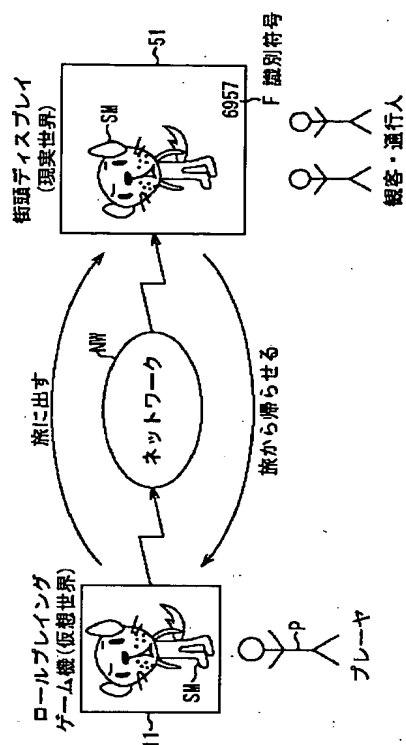 ロールプレイング
ゲーム機(仮想世界)
11
SM
P
プレーヤ
旅に出す
NW
ネットワーク
旅から帰らせる
街頭ディスプレイ
(現実世界)
SM
51
6957
F 識別符号
観客・通行人